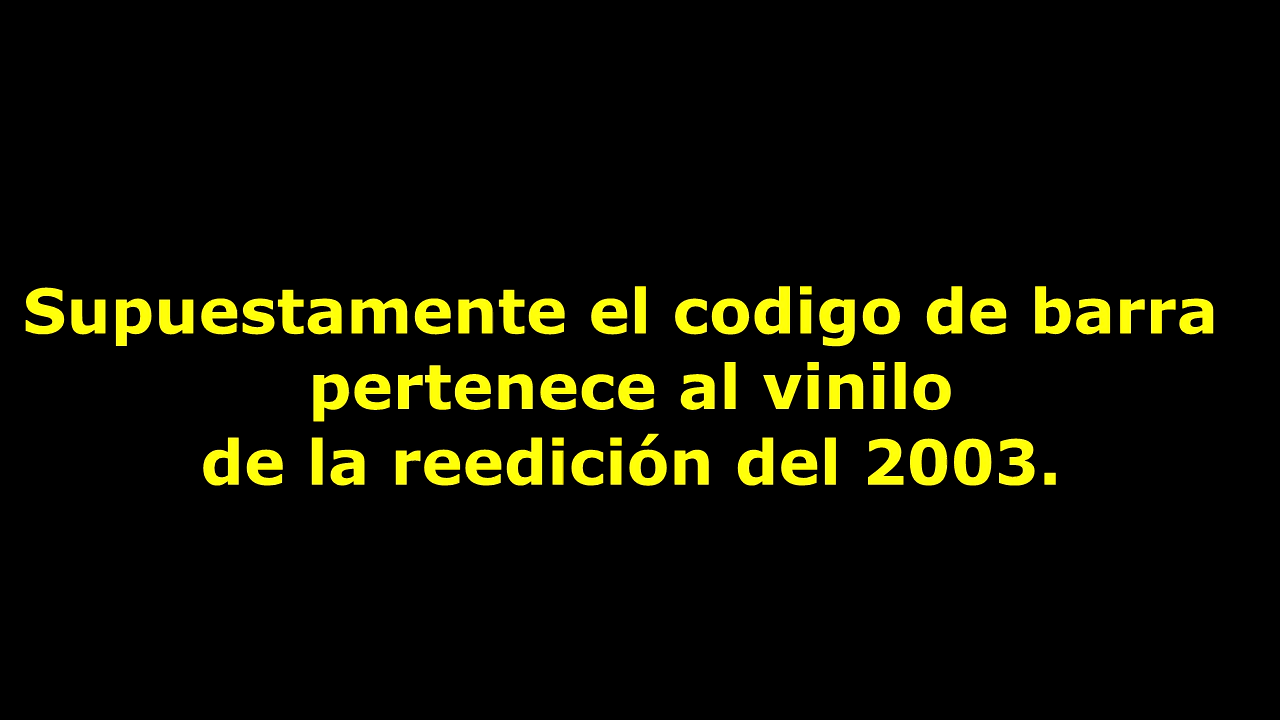 Supuestamente el codigo de barra
pertenece al vinilo
de la reedición del 2003.